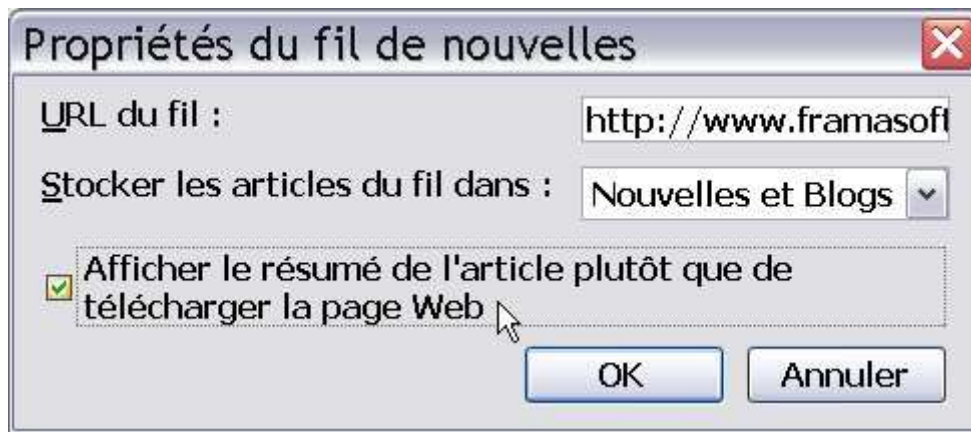 Propriétés du fil de nouvelles
URL du fil :
http://www.framasoft
Stocker les articles du fil dans :
Nouvelles et Blogs
Afficher le résumé de l'article plutôt que de
télécharger la page Web
OK
Annuler